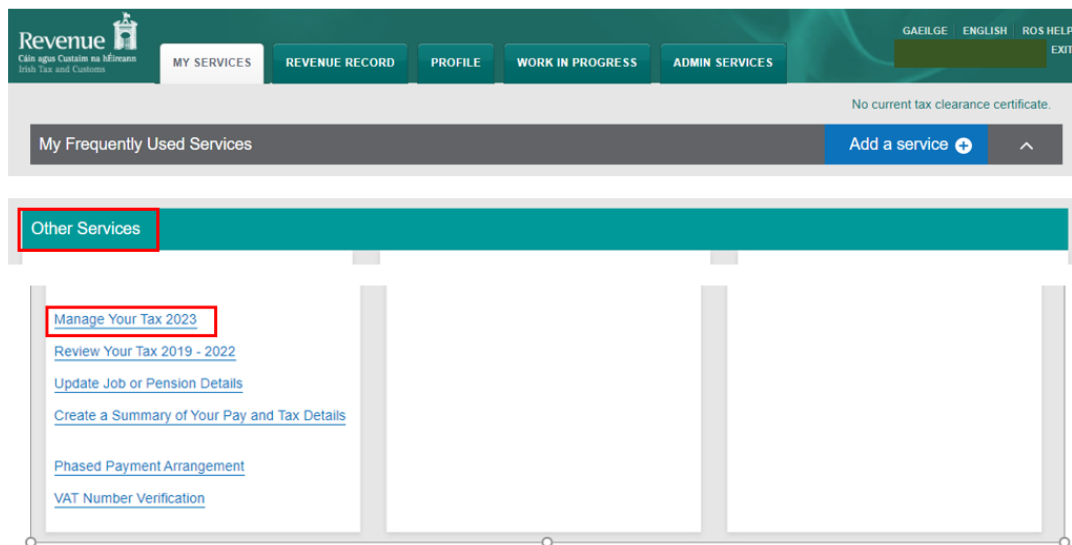 GAEILGE ENGLISH ROS HELP
EXIT
Revenue
Cáin agus Custaim na hÉireann
Irish Tax and Customs
MY SERVICES REVENUE RECORD PROFILE WORK IN PROGRESS ADMIN SERVICES
No current tax clearance certificate.
My Frequently Used Services Add a service
Other Services
Manage Your Tax 2023
Review Your Tax 2019 - 2022
Update Job or Pension Details
Create a Summary of Your Pay and Tax Details
Phased Payment Arrangement
VAT Number Verification